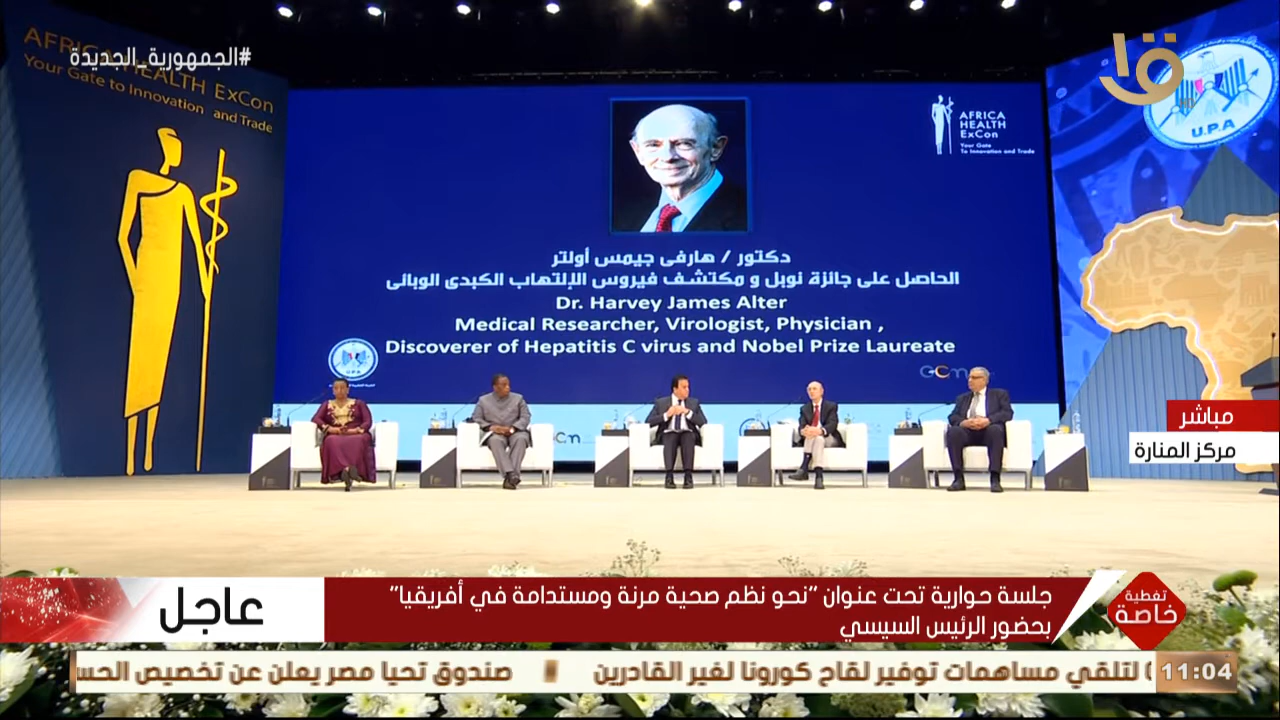 #الجمهورية_الجديدة
AFRICA HEALTH ExCon
Your Gate to Innovation and Trade
AFRICA
HEALTH
ExCon
Your Gate
To Innovation and Trade
U.P.A
دكتور / هارفى جيمس أولتر
الحاصل على جائزة نوبل و مكتشف فيروس الإلتهاب الكبدى الوبائى
Dr. Harvey James Alter
Medical Researcher, Virologist, Physician ,
Discoverer of Hepatitis C virus and Nobel Prize Laureate
U.P.A
مباشر
مركز المنارة
تغطية
خاصة
جلسة حوارية تحت عنوان "نحو نظم صحية مرنة ومستدامة في أفريقيا"
بحضور الرئيس السيسي
عاجل
لتلقي مساهمات توفير لقاح كورونا لغير القادرين
صندوق تحيا مصر يعلن عن تخصيص
11:04